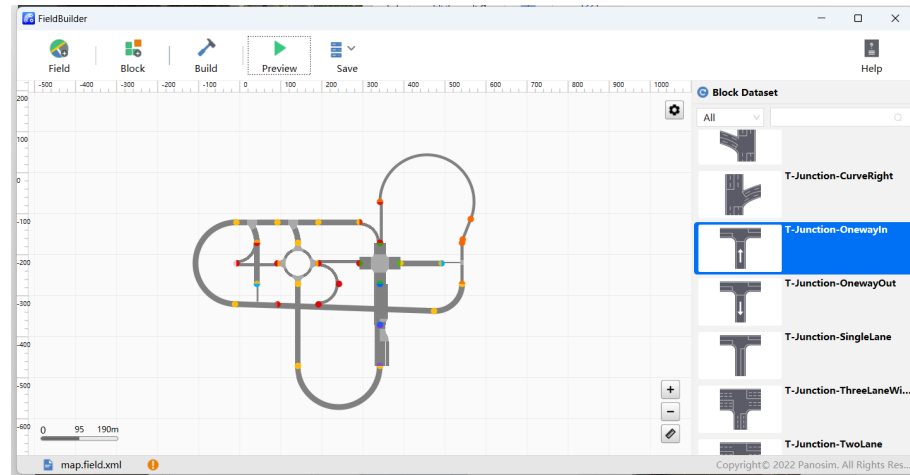 FieldBuilder
Field
Block
Build
Preview
Save
Help
-500 -400 -300 -200 -100 0 100 200 300 400 500 600 700 800 900 1000
200
100
0
-100
-200
-300
-400
-500
-600
0 95 190m
Block Dataset
All
T-Junction-CurveRight
T-Junction-OnewayIn
T-Junction-OnewayOut
T-Junction-SingleLane
T-Junction-ThreeLaneWi...
T-Junction-TwoLane
map.field.xml
Copyright© 2022 Panosim. All Rights Res...